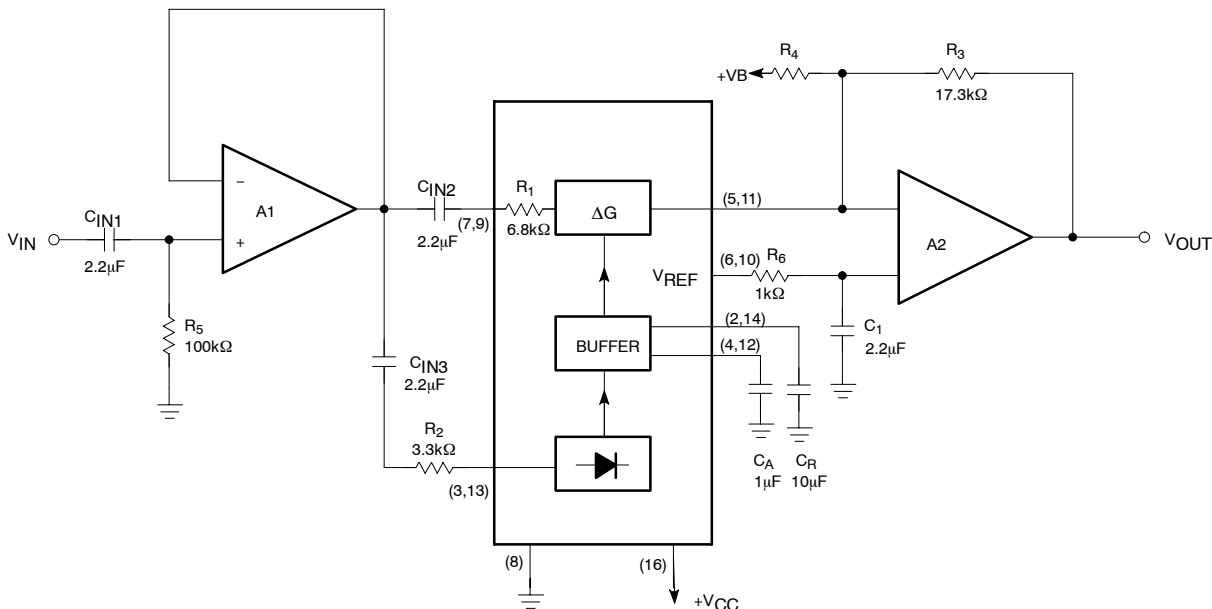 R4
R3
+VB
17.3kΩ
−
A1
+
CIN1
VIN
2.2μF
R5
100kΩ
CIN2
2.2μF
(7,9)
R1
6.8kΩ
ΔG
(5,11)
A2
VOUT
VREF
(6,10)
R6
1kΩ
C1
2.2μF
BUFFER
(2,14)
(4,12)
CIN3
2.2μF
R2
3.3kΩ
(3,13)
CA
1μF
CR
10μF
(8)
(16)
+VCC